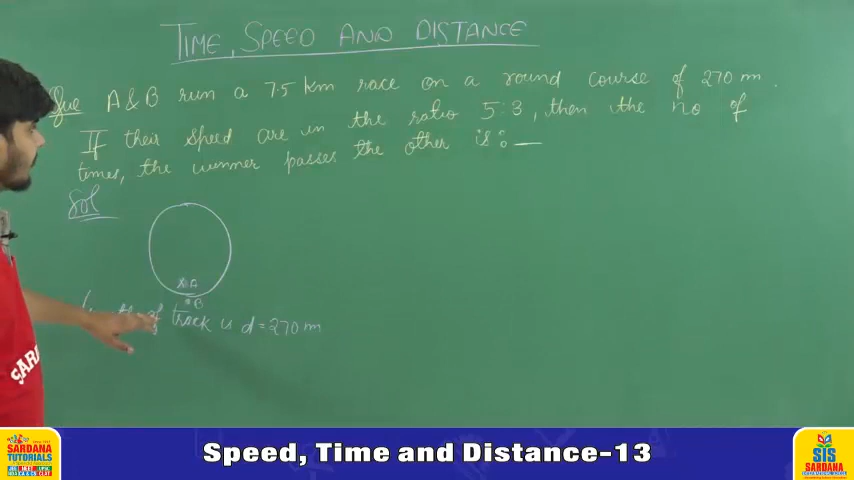 TIME, SPEED AND DISTANCE
Que A & B run a 7.5 km race on a round course of 270 m.
If their speed are in the ratio 5:3, then the no of
times, the winner passes the other is: —
Sol
A
B
of track is d = 270 m
SAR
Speed, Time and Distance-13
SARDANA
TUTORIALS
SIS
SARDANA